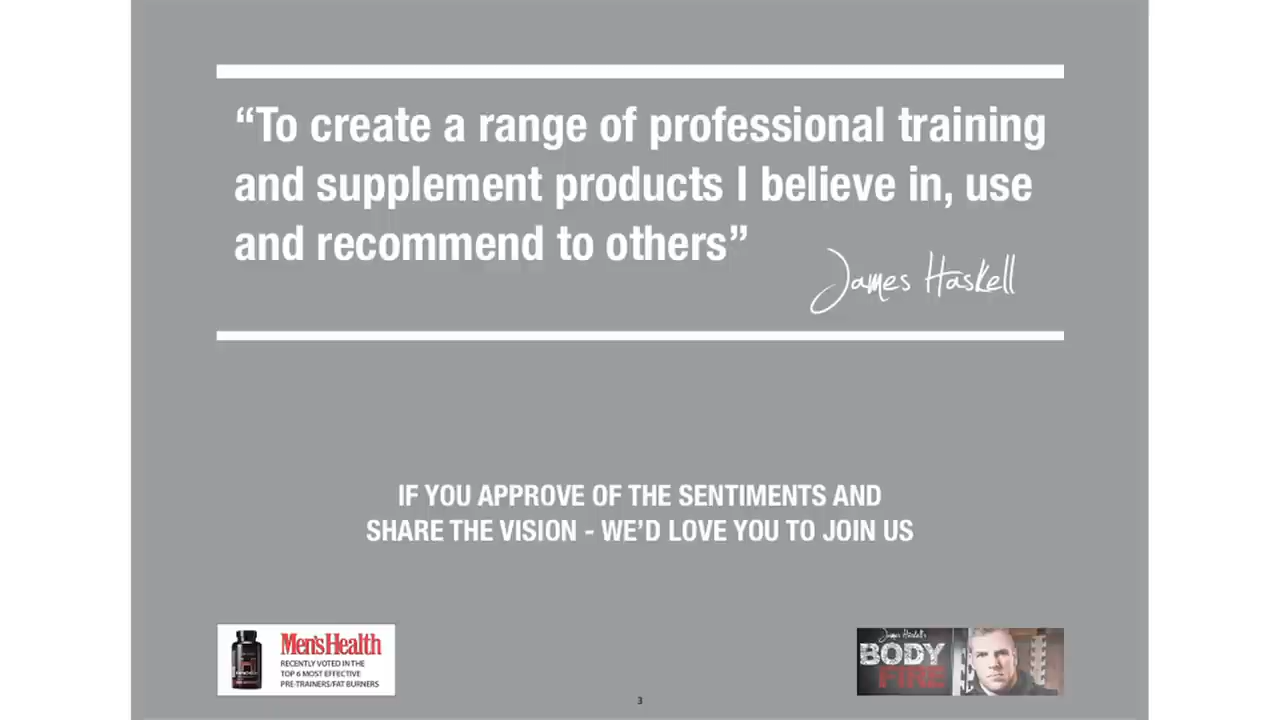 “To create a range of professional training
and supplement products I believe in, use
and recommend to others”
James Haskell
IF YOU APPROVE OF THE SENTIMENTS AND
SHARE THE VISION - WE’D LOVE YOU TO JOIN US
Men'sHealth
RECENTLY VOTED IN THE
TOP 6 MOST EFFECTIVE
PRE-TRAINERS/FAT BURNERS
James Haskell's
BODY
FIRE
3